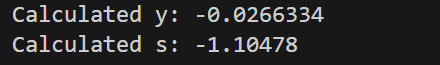 Calculated y: -0.0266334
Calculated s: -1.10478